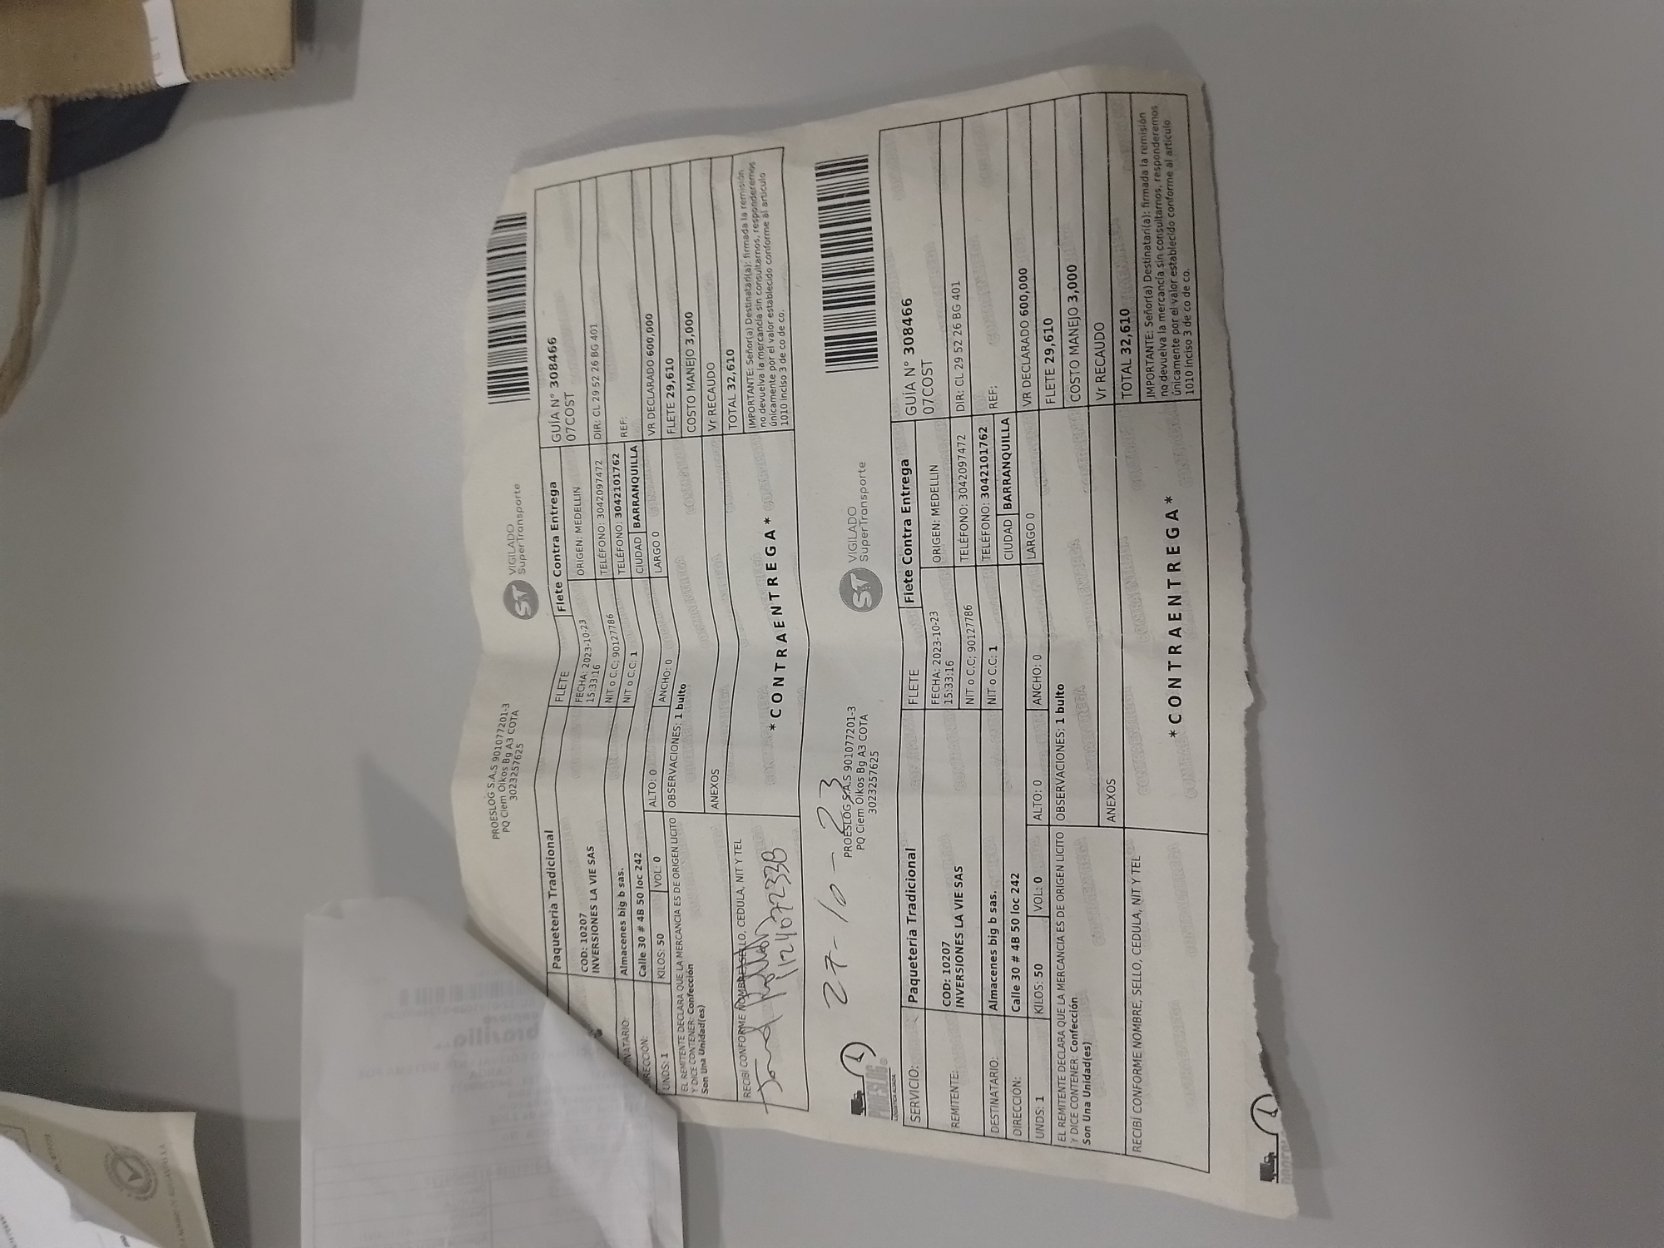 PROESLOG S.A.S 901077201-3
PQ Clem Oikos Bg A3 COTA
3023257625
ST VIGILADO
SuperTransporte
Paquetería Tradicional FLETE Flete Contra Entrega GUÍA N° 308466
COD: 10207 FECHA: 2023-10-23 ORIGEN: MEDELLIN 07COST
INVERSIONES LA VIE SAS 15:33:16
NIT o C.C; 90127786 TELÉFONO: 3042097472 DIR: CL 29 52 26 BG 401
NATARIO: Almacenes big b sas. NIT o C.C: 1 TELÉFONO: 3042101762 REF:
RECCIÓN: Calle 30 # 4B 50 loc 242 CIUDAD BARRANQUILLA VR DECLARADO 600,000
UNDS: 1 KILOS: 50 VOL: 0 ALTO: 0 ANCHO: 0 LARGO 0 FLETE 29,610
EL REMITENTE DECLARA QUE LA MERCANCIA ES DE ORIGEN LICITO OBSERVACIONES: 1 bulto COSTO MANEJO 3,000
Y DICE CONTENER: Confección
Son Una Unidad(es)
ANEXOS Vr RECAUDO
TOTAL 32,610
RECIBÍ CONFORME NOMBRE, SELLO, CEDULA, NIT Y TEL
1124072338
*CONTRAENTREGA*
IMPORTANTE: Señor(a) Destinatari(a): firmada la remisión
no devuelva la mercancía sin consultarnos, responderemos
únicamente por el valor establecido conforme al articulo
1010 inciso 3 de co de co.
27-10-23
PROESLOG
PROESLOG S.A.S 901077201-3
PQ Clem Oikos Bg A3 COTA
3023257625
ST VIGILADO
SuperTransporte
SERVICIO: Paquetería Tradicional FLETE Flete Contra Entrega GUÍA N° 308466
REMITENTE: COD: 10207 FECHA: 2023-10-23 ORIGEN: MEDELLIN 07COST
INVERSIONES LA VIE SAS 15:33:16
NIT o C.C; 90127786 TELÉFONO: 3042097472 DIR: CL 29 52 26 BG 401
DESTINATARIO: Almacenes big b sas. NIT o C.C: 1 TELÉFONO: 3042101762 REF:
DIRECCIÓN: Calle 30 # 4B 50 loc 242 CIUDAD BARRANQUILLA VR DECLARADO 600,000
UNDS: 1 KILOS: 50 VOL: 0 ALTO: 0 ANCHO: 0 LARGO 0 FLETE 29,610
EL REMITENTE DECLARA QUE LA MERCANCIA ES DE ORIGEN LICITO OBSERVACIONES: 1 bulto COSTO MANEJO 3,000
Y DICE CONTENER: Confección
Son Una Unidad(es)
ANEXOS Vr RECAUDO
TOTAL 32,610
RECIBÍ CONFORME NOMBRE, SELLO, CEDULA, NIT Y TEL
*CONTRAENTREGA*
IMPORTANTE: Señor(a) Destinatari(a): firmada la remisión
no devuelva la mercancía sin consultarnos, responderemos
únicamente por el valor establecido conforme al articulo
1010 inciso 3 de co de co.